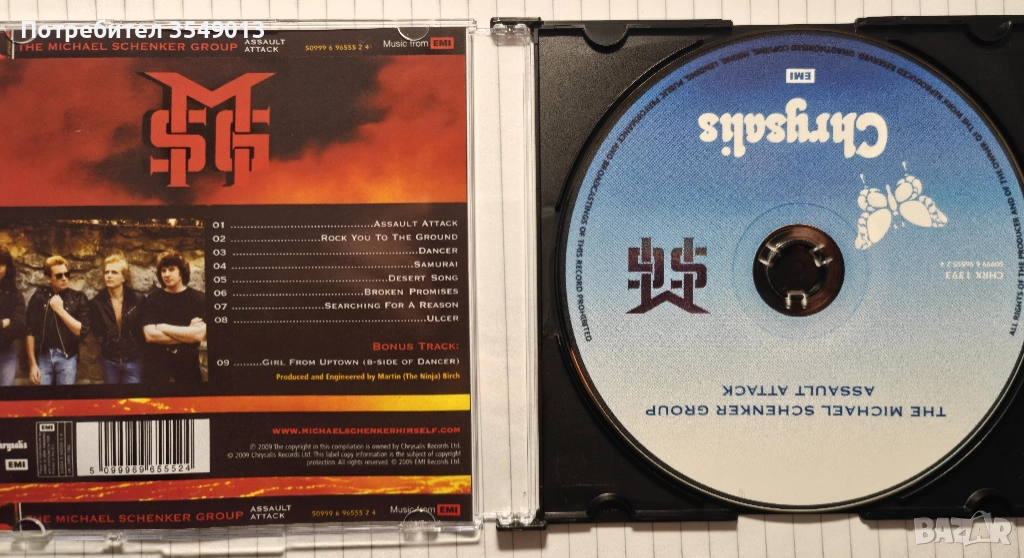 Потребител 3549013
THE MICHAEL SCHENKER GROUP ASSAULT ATTACK 50999 6 96555 2 4 Music from EMI
MSG
01 ....................ASSAULT ATTACK
02 ............ROCK YOU TO THE GROUND
03 ..........................DANCER
04 .........................SAMURAI
05 ......................DESERT SONG
06 ..................BROKEN PROMISES
07 ............SEARCHING FOR A REASON
08 ...........................ULCER
BONUS TRACK:
09 ........GIRL FROM UPTOWN (B-SIDE OF DANCER)
Produced and Engineered by Martin (The Ninja) Birch
WWW.MICHAELSCHENKERHIMSELF.COM
℗ 2009 The copyright in this compilation is owned by Chrysalis Records Ltd.
© 2009 Chrysalis Records Ltd. This label copy information is the subject of copyright
protection. All rights reserved. © 2005 EMI Records Ltd.
Chrysalis
EMI
EMI
5 099969 655524
THE MICHAEL SCHENKER GROUP ASSAULT ATTACK 50999 6 96555 2 4 Music from EMI
EMI
Chrysalis
MSG
CHRX 1393
50999 6 96555 2 4
THE MICHAEL SCHENKER GROUP
ASSAULT ATTACK
BAZAR